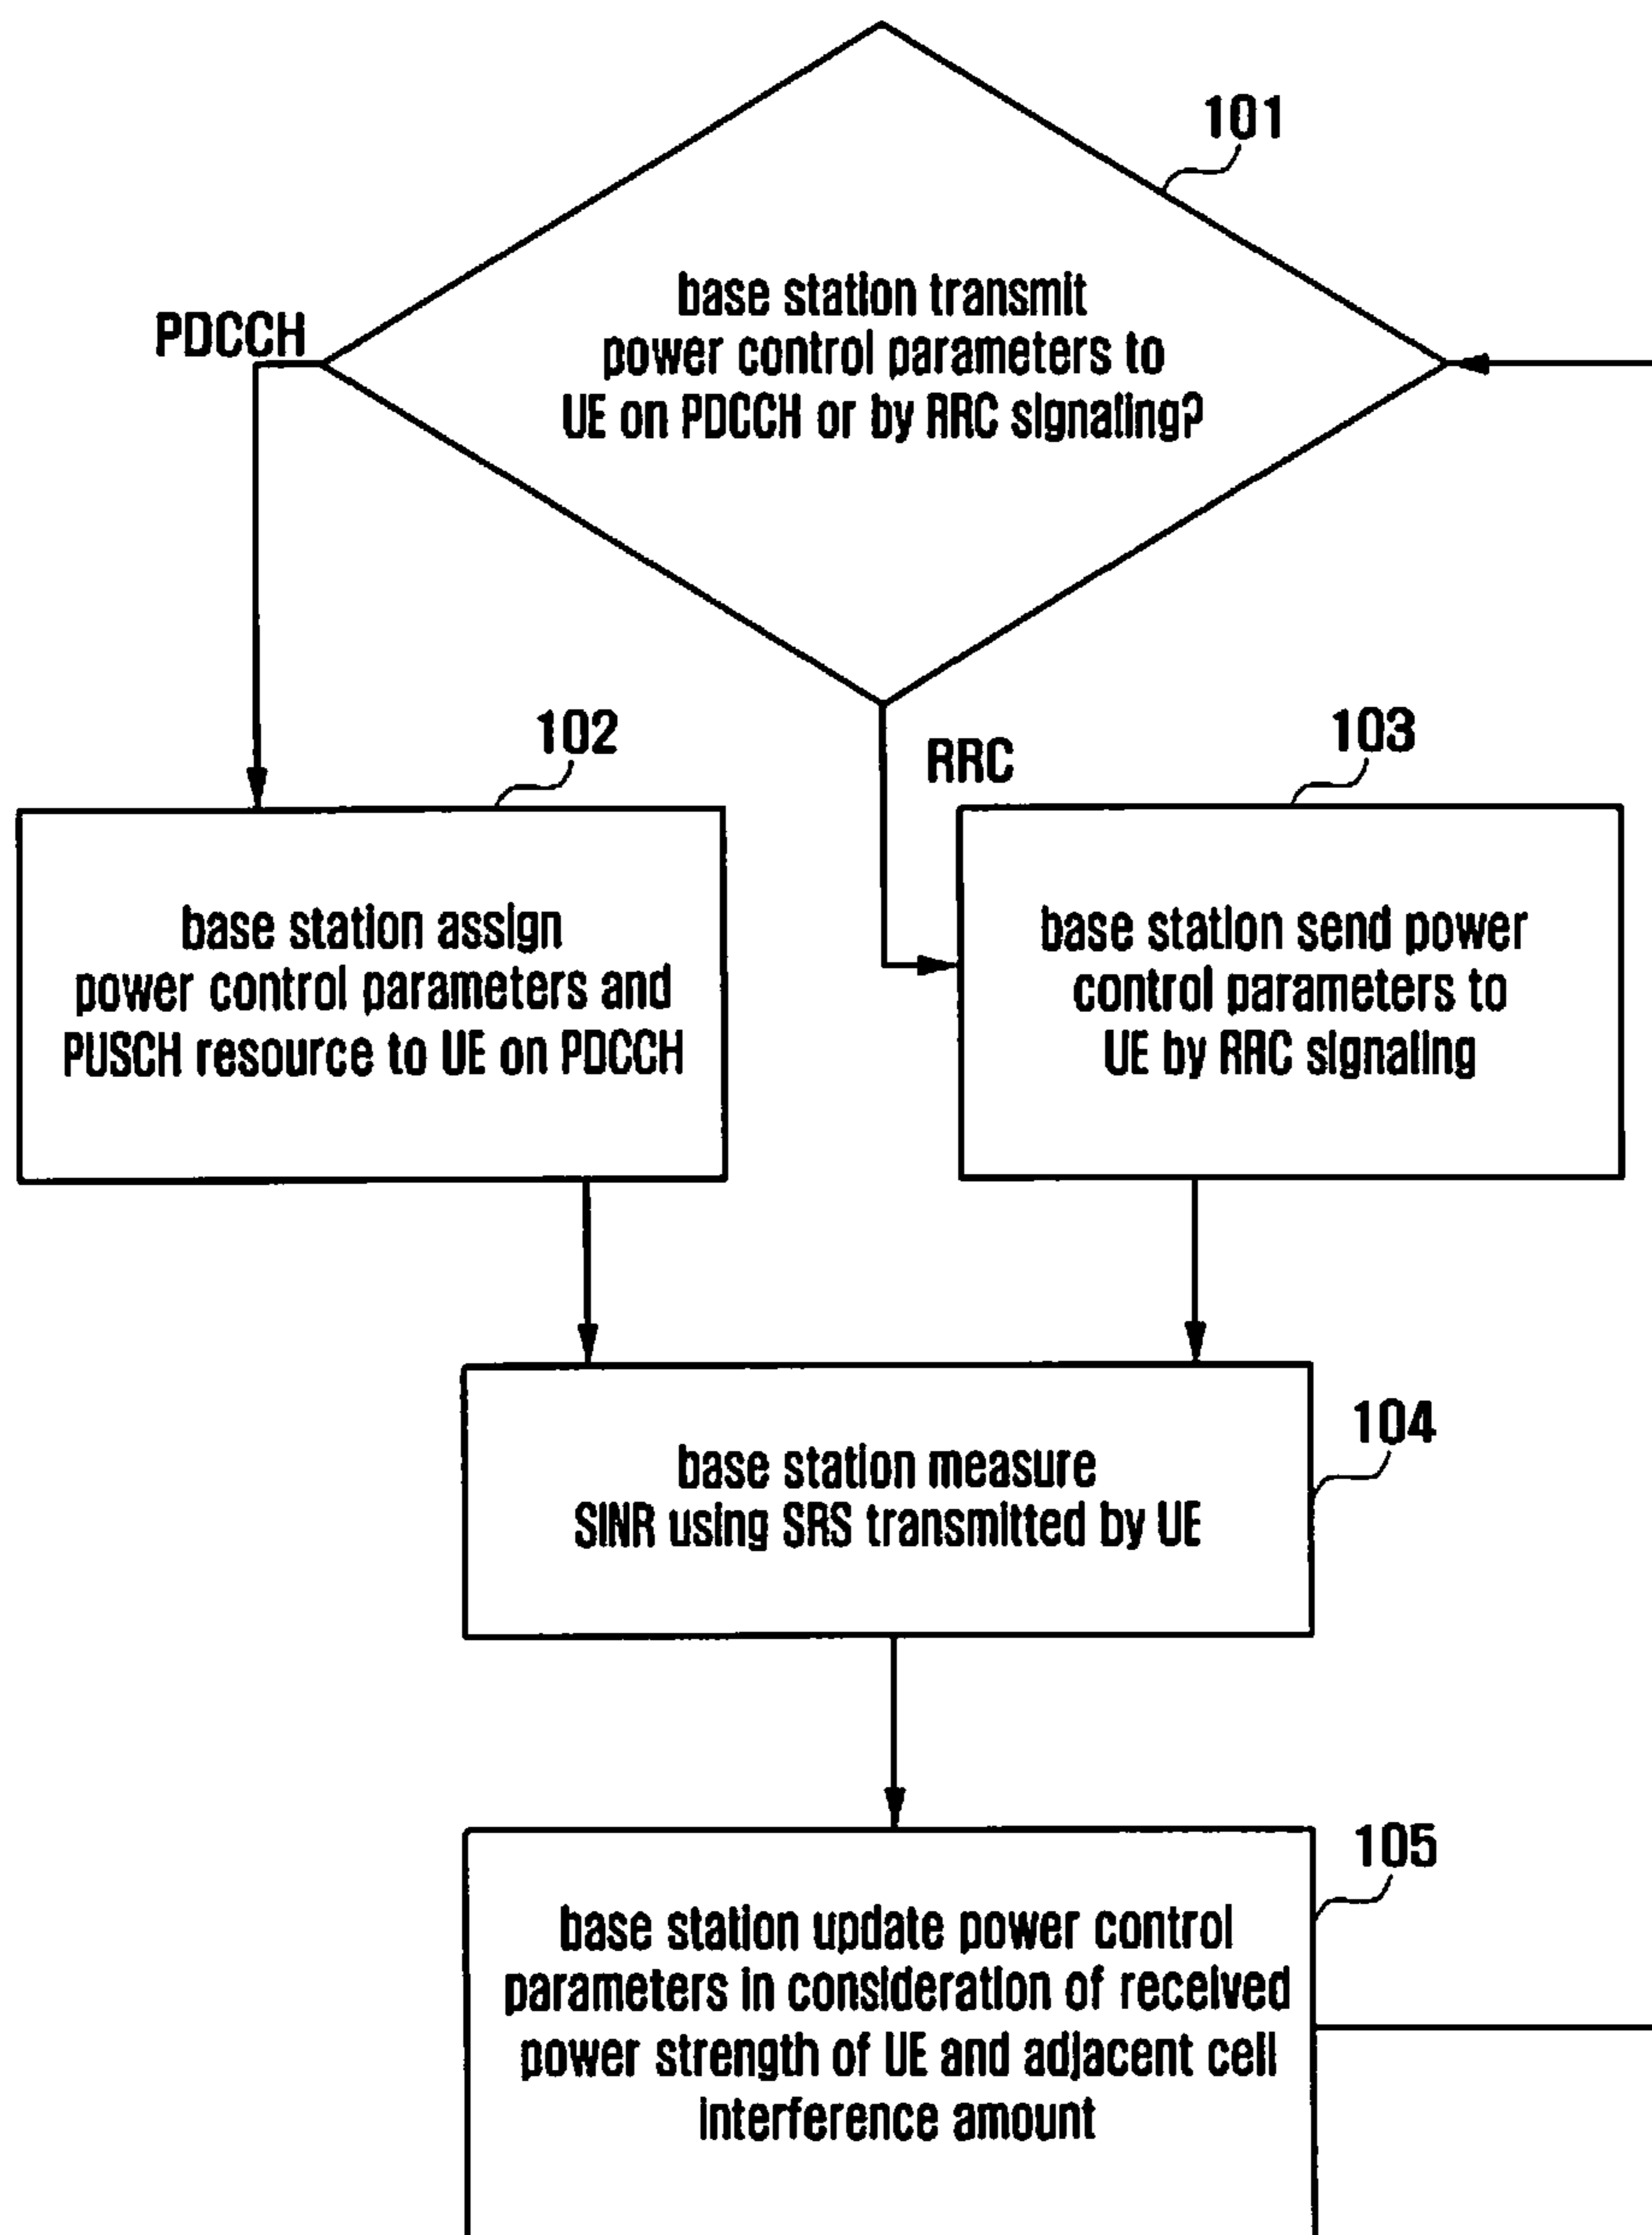 101
base station transmit
power control parameters to
UE on PDCCH or by RRC signaling?
PDCCH
RRC
102
base station assign
power control parameters and
PUSCH resource to UE on PDCCH
103
base station send power
control parameters to
UE by RRC signaling
104
base station measure
SINR using SRS transmitted by UE
105
base station update power control
parameters in consideration of received
power strength of UE and adjacent cell
interference amount